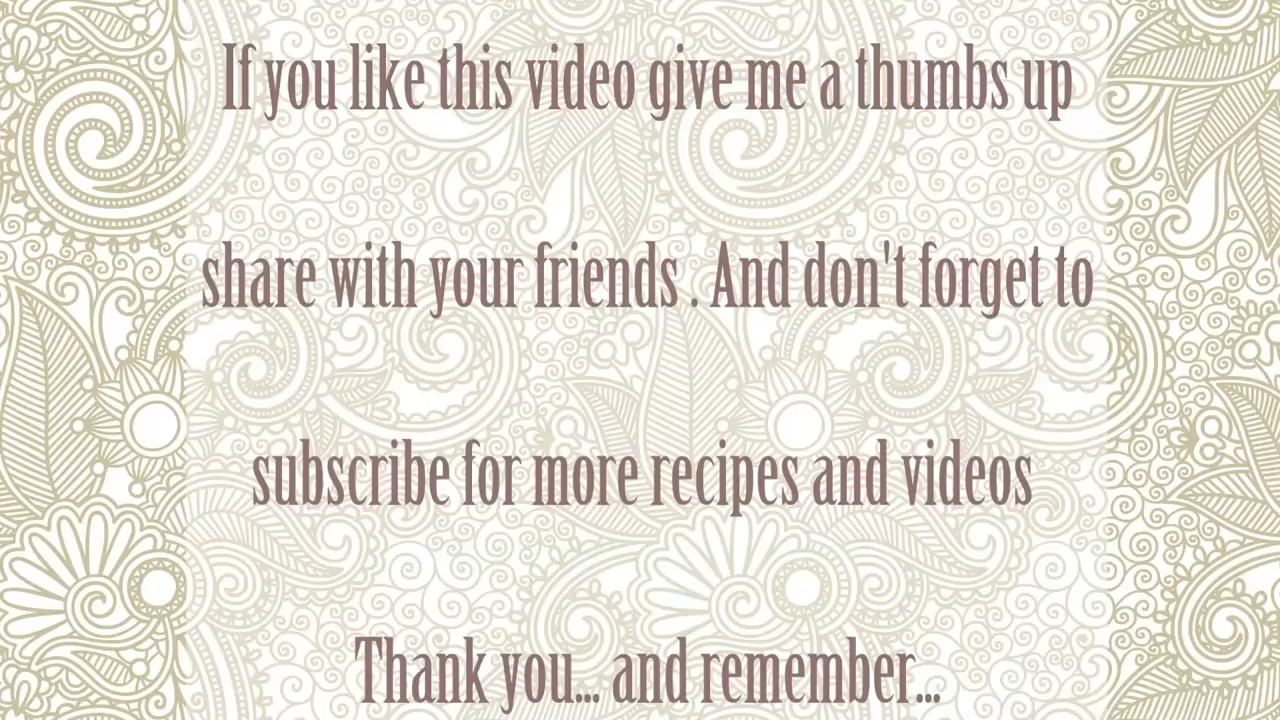 If you like this video give me a thumbs up
share with your friends . And don't forget to
subscribe for more recipes and videos
Thank you... and remember...